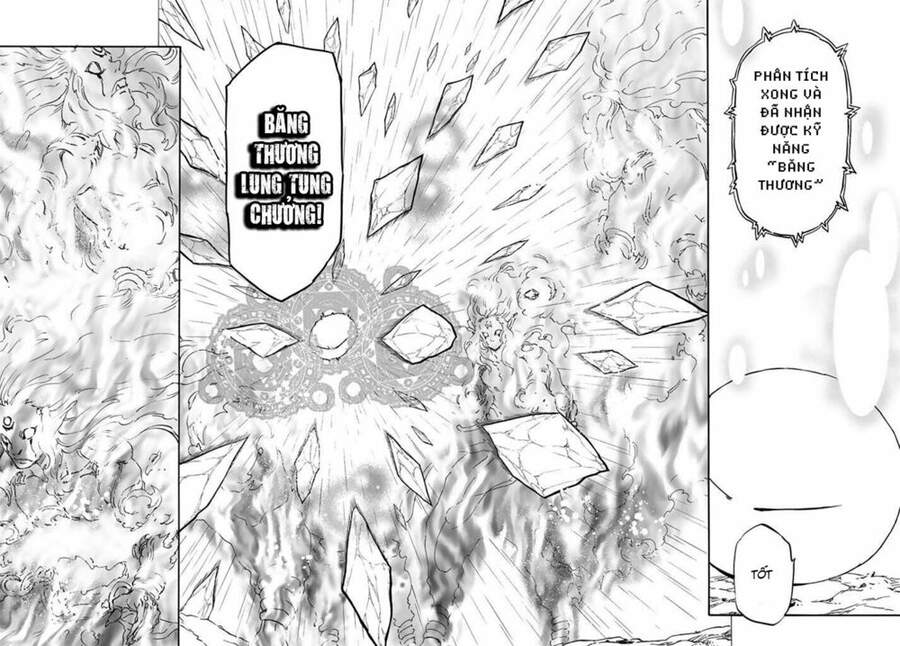 PHÂN TÍCH
XONG VÀ
ĐÃ NHẬN
ĐƯỢC KỸ
NĂNG
"BĂNG
THƯƠNG"
TỐT
BĂNG
THƯƠNG
LUNG TUNG
CHƯỞNG!